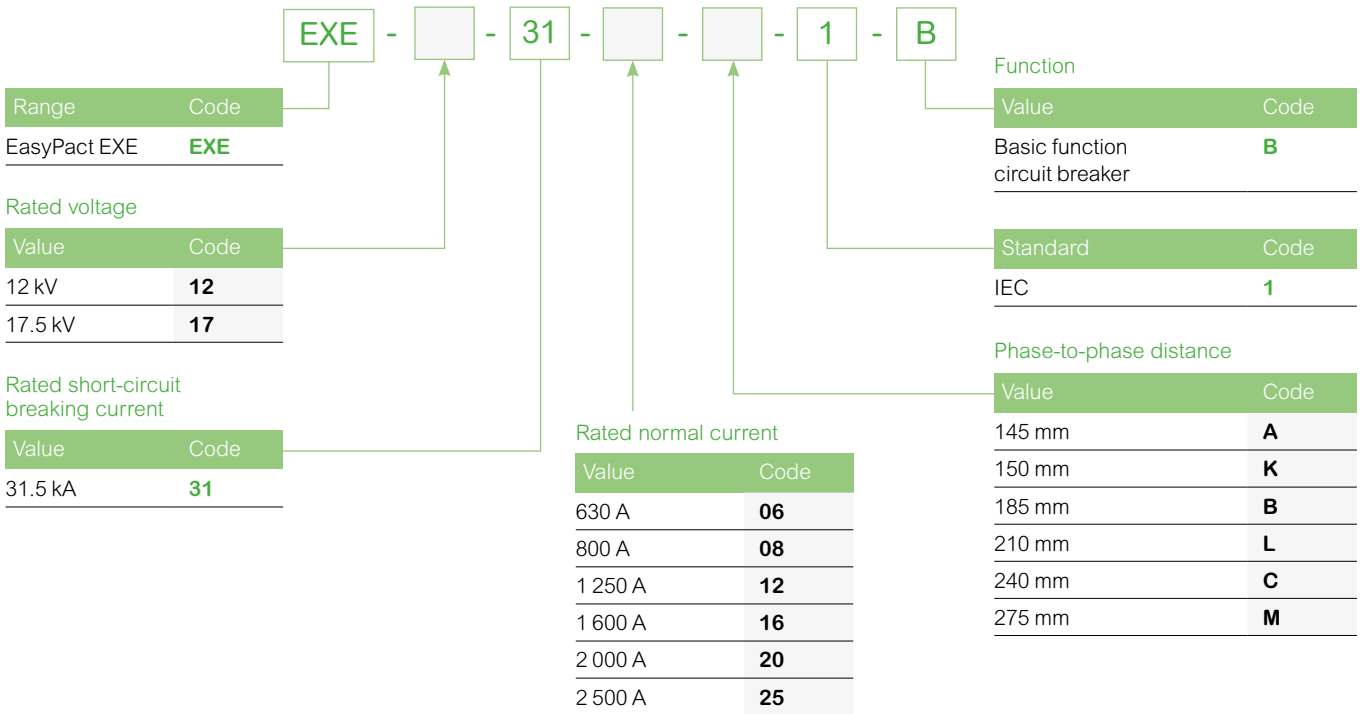 EXE - - 31 - - - 1 - B
Range Code
EasyPact EXE EXE
Rated voltage
Value Code
12 kV 12
17.5 kV 17
Rated short-circuit
breaking current
Value Code
31.5 kA 31
Rated normal current
Value Code
630 A 06
800 A 08
1 250 A 12
1 600 A 16
2 000 A 20
2 500 A 25
Function
Value Code
Basic function B
circuit breaker
Standard Code
IEC 1
Phase-to-phase distance
Value Code
145 mm A
150 mm K
185 mm B
210 mm L
240 mm C
275 mm M